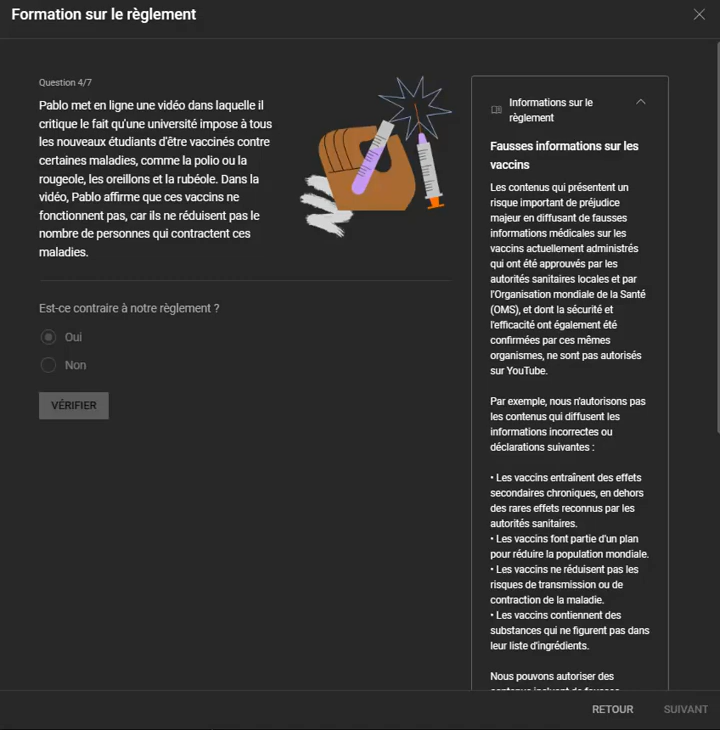 Formation sur le règlement
Question 4/7
Pablo met en ligne une vidéo dans laquelle il
critique le fait qu'une université impose à tous
les nouveaux étudiants d'être vaccinés contre
certaines maladies, comme la polio ou la
rougeole, les oreillons et la rubéole. Dans la
vidéo, Pablo affirme que ces vaccins ne
fonctionnent pas, car ils ne réduisent pas le
nombre de personnes qui contractent ces
maladies.
Est-ce contraire à notre règlement ?
Oui
Non
VÉRIFIER
Informations sur le
règlement
Fausses informations sur les
vaccins
Les contenus qui présentent un
risque important de préjudice
majeur en diffusant de fausses
informations médicales sur les
vaccins actuellement administrés
qui ont été approuvés par les
autorités sanitaires locales et par
l'Organisation mondiale de la Santé
(OMS), et dont la sécurité et
l'efficacité ont également été
confirmées par ces mêmes
organismes, ne sont pas autorisés
sur YouTube.
Par exemple, nous n'autorisons pas
les contenus qui diffusent les
informations incorrectes ou
déclarations suivantes :
• Les vaccins entraînent des effets
secondaires chroniques, en dehors
des rares effets reconnus par les
autorités sanitaires.
• Les vaccins font partie d'un plan
pour réduire la population mondiale.
• Les vaccins ne réduisent pas les
risques de transmission ou de
contraction de la maladie.
• Les vaccins contiennent des
substances qui ne figurent pas dans
leur liste d'ingrédients.
Nous pouvons autoriser des
contenus incluant de fausses
RETOUR
SUIVANT